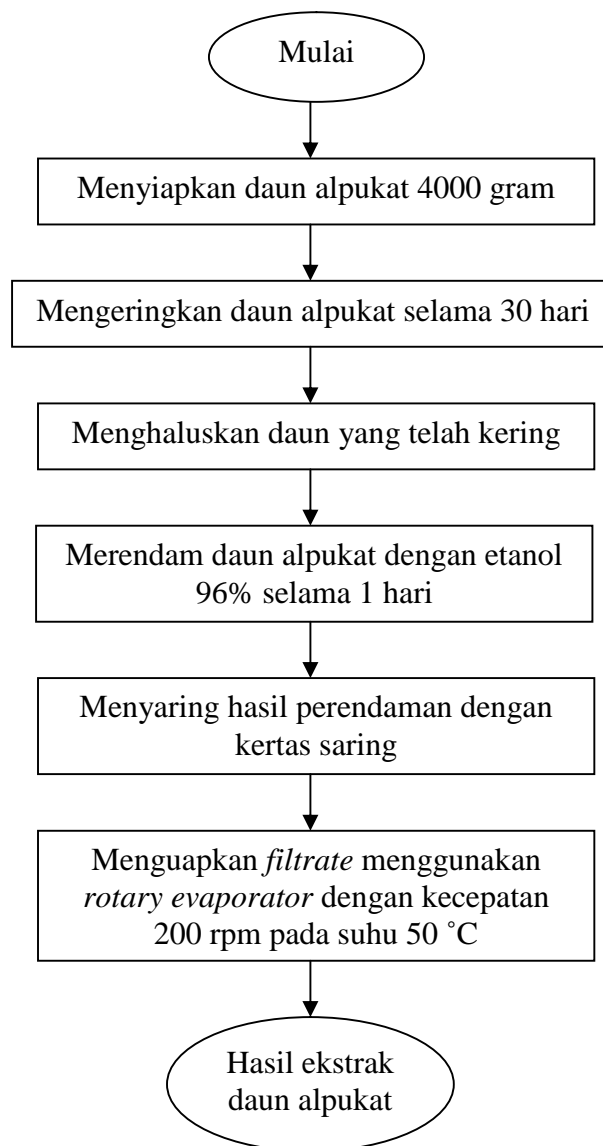 Mulai
Menyiapkan daun alpukat 4000 gram
Mengeringkan daun alpukat selama 30 hari
Menghaluskan daun yang telah kering
Merendam daun alpukat dengan etanol
96% selama 1 hari
Menyaring hasil perendaman dengan
kertas saring
Menguapkan filtrate menggunakan
rotary evaporator dengan kecepatan
200 rpm pada suhu 50 ˚C
Hasil ekstrak
daun alpukat